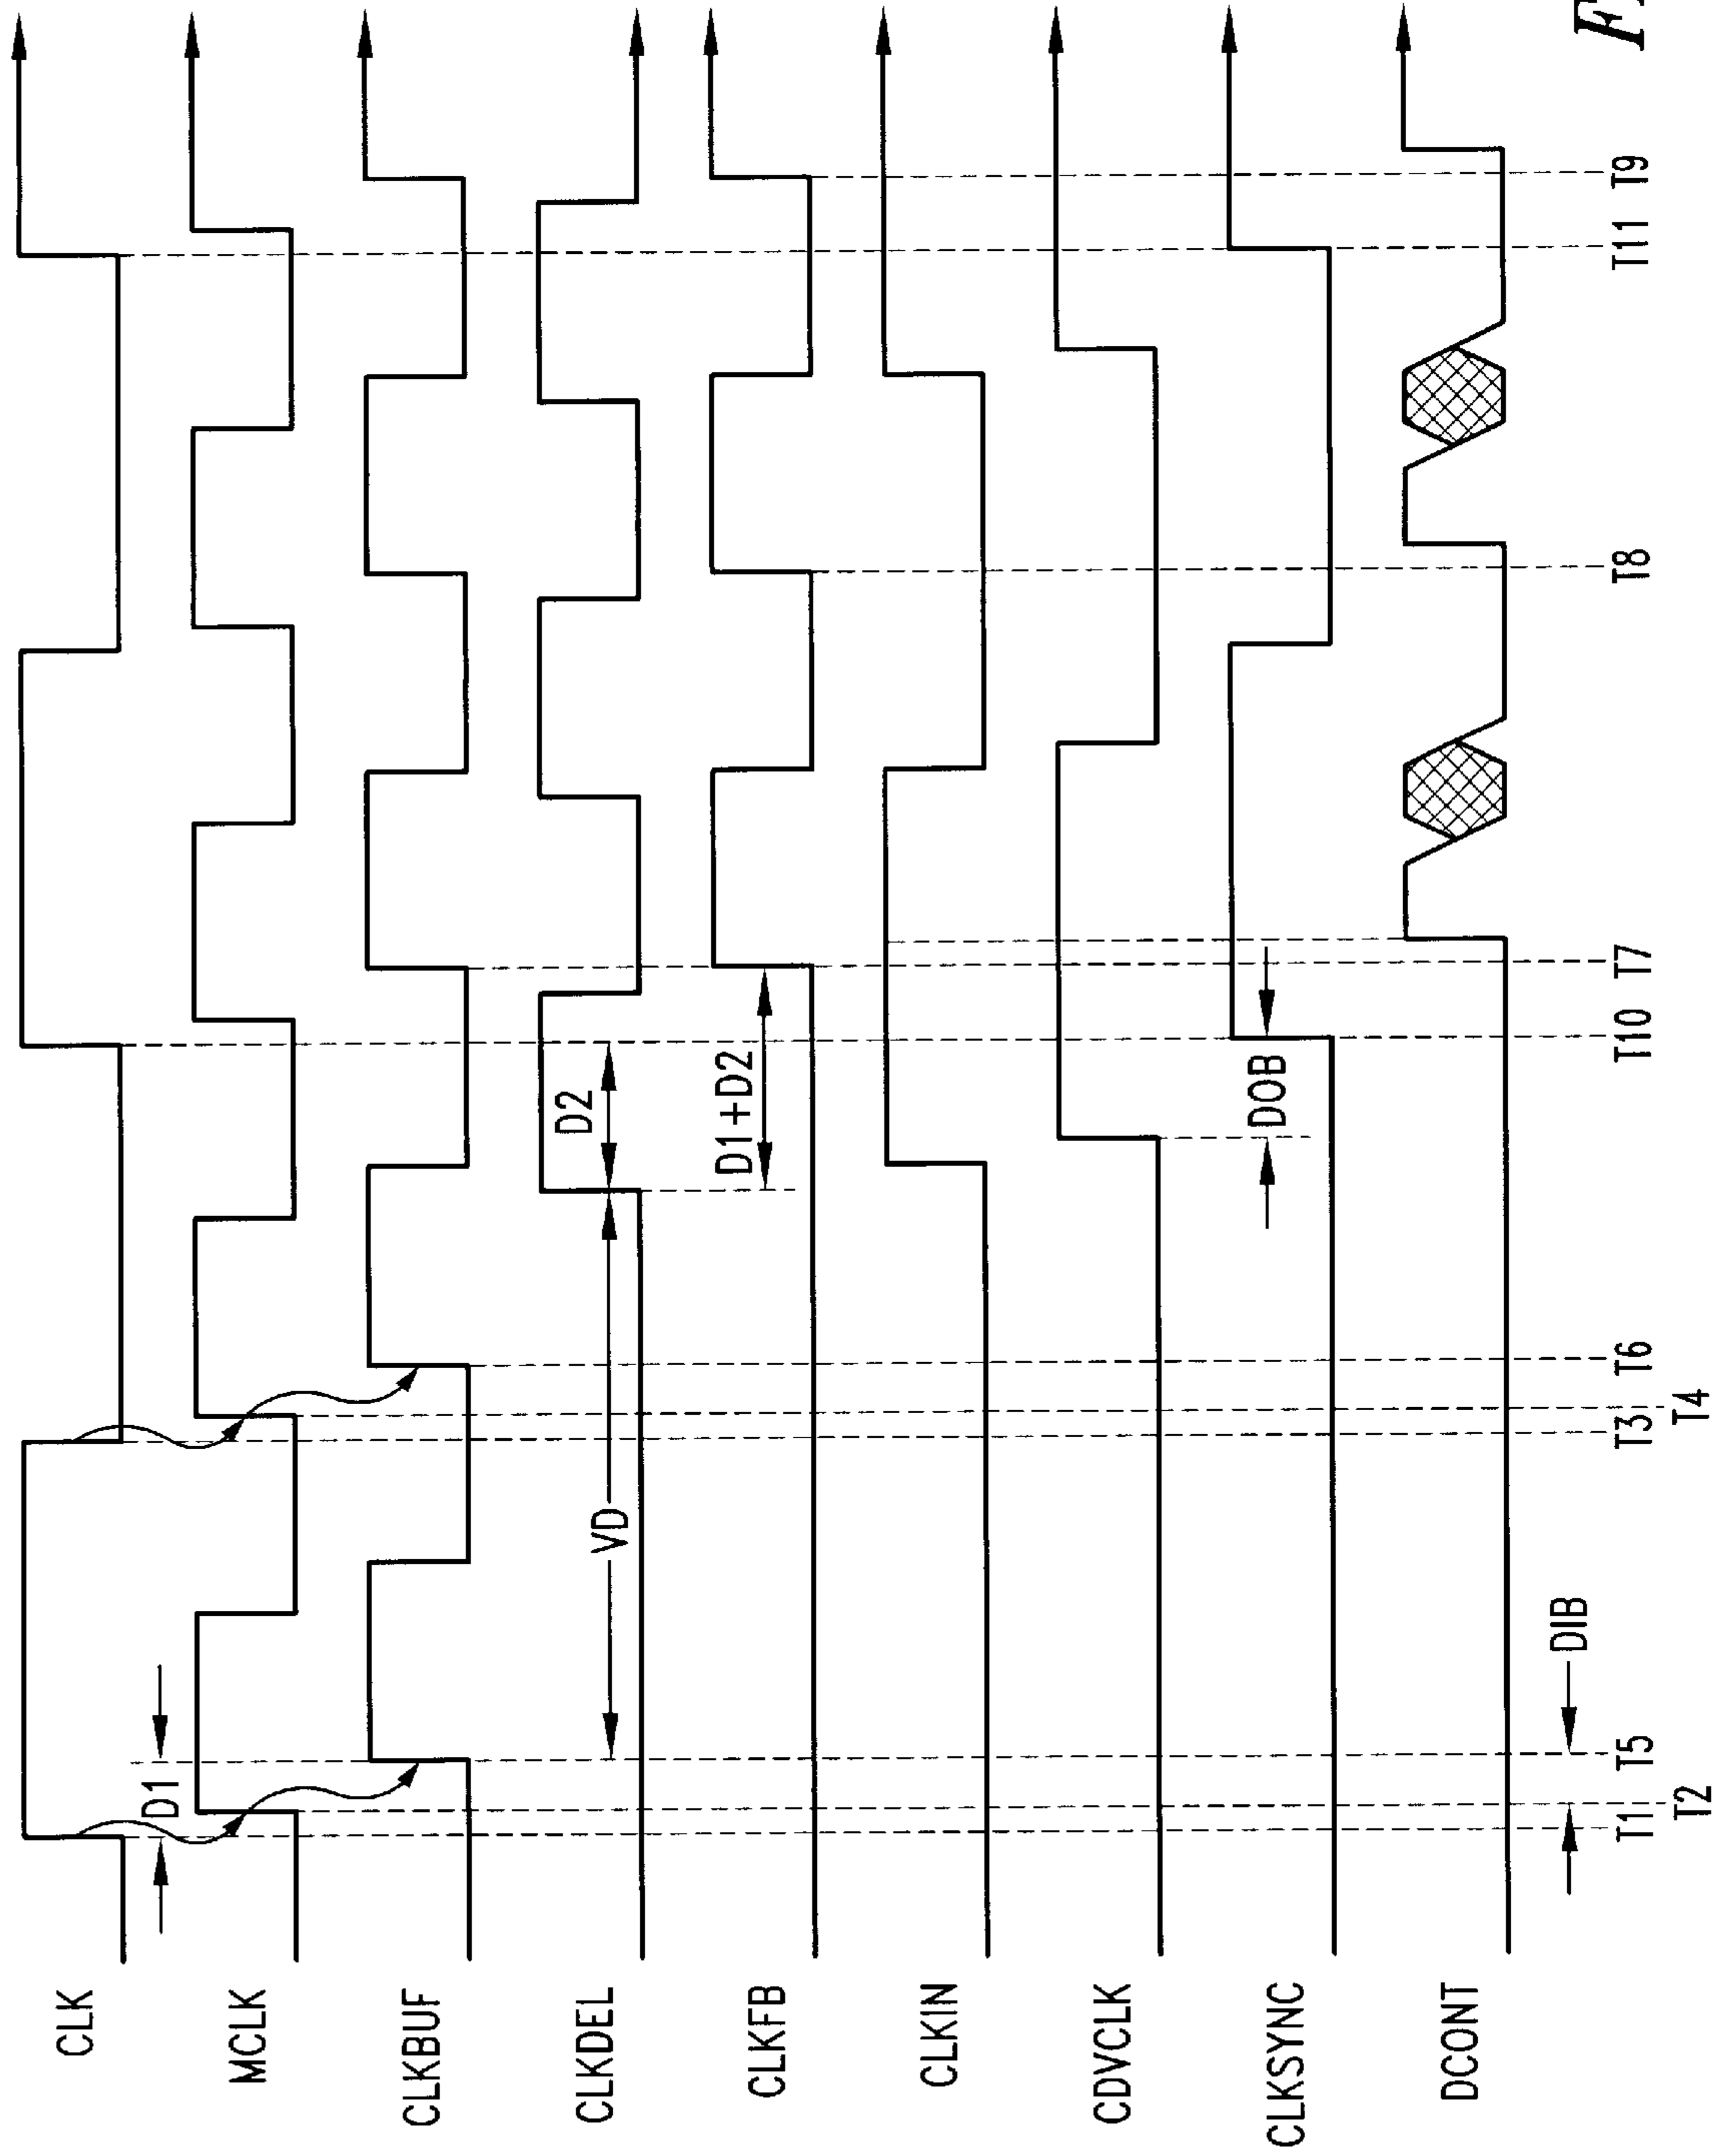 CLK
D1
MCLK
CLKBUF
CLKDEL
VD
D2
CLKFB
D1+D2
CLKIN
CDVCLK
CLKSYNC
DOB
DCONT
DIB
T1
T5
T3
T6
T10
T7
T8
T11
T9
T2
T4